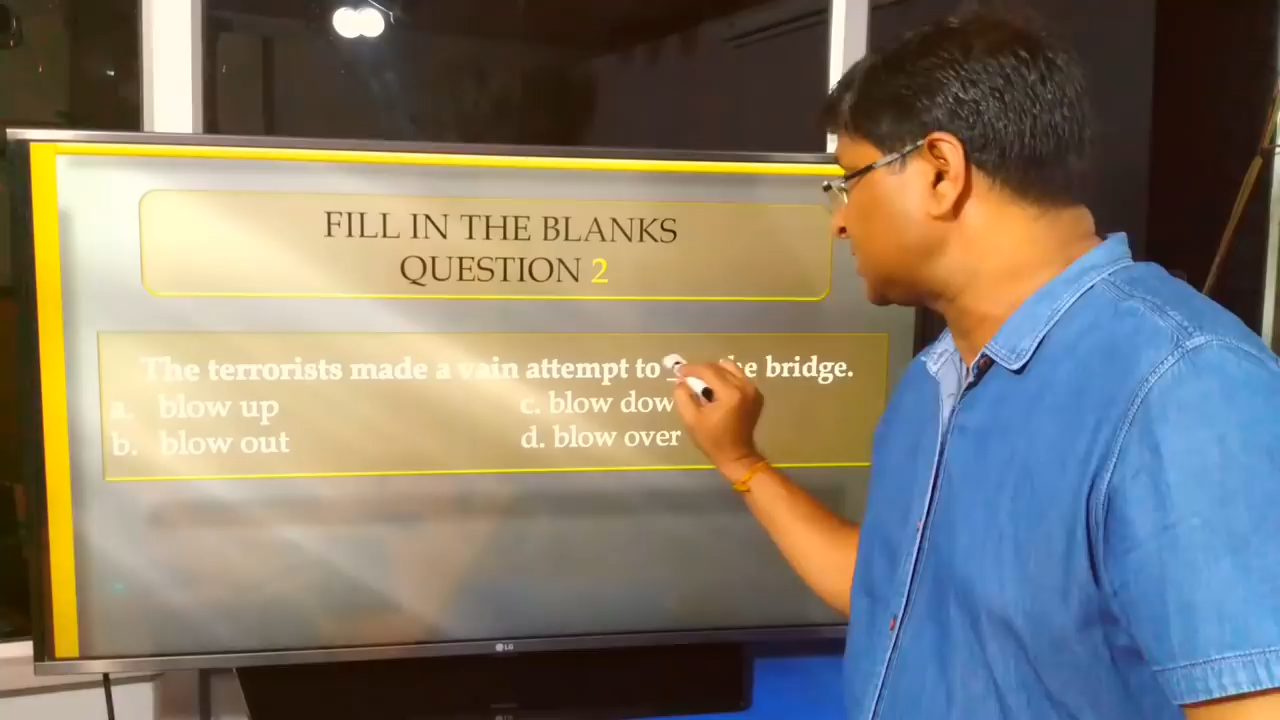 FILL IN THE BLANKS
QUESTION 2
The terrorists made a vain attempt to bridge.
a. blow up
c. blow
b. blow out
d. blow over
LG
LG